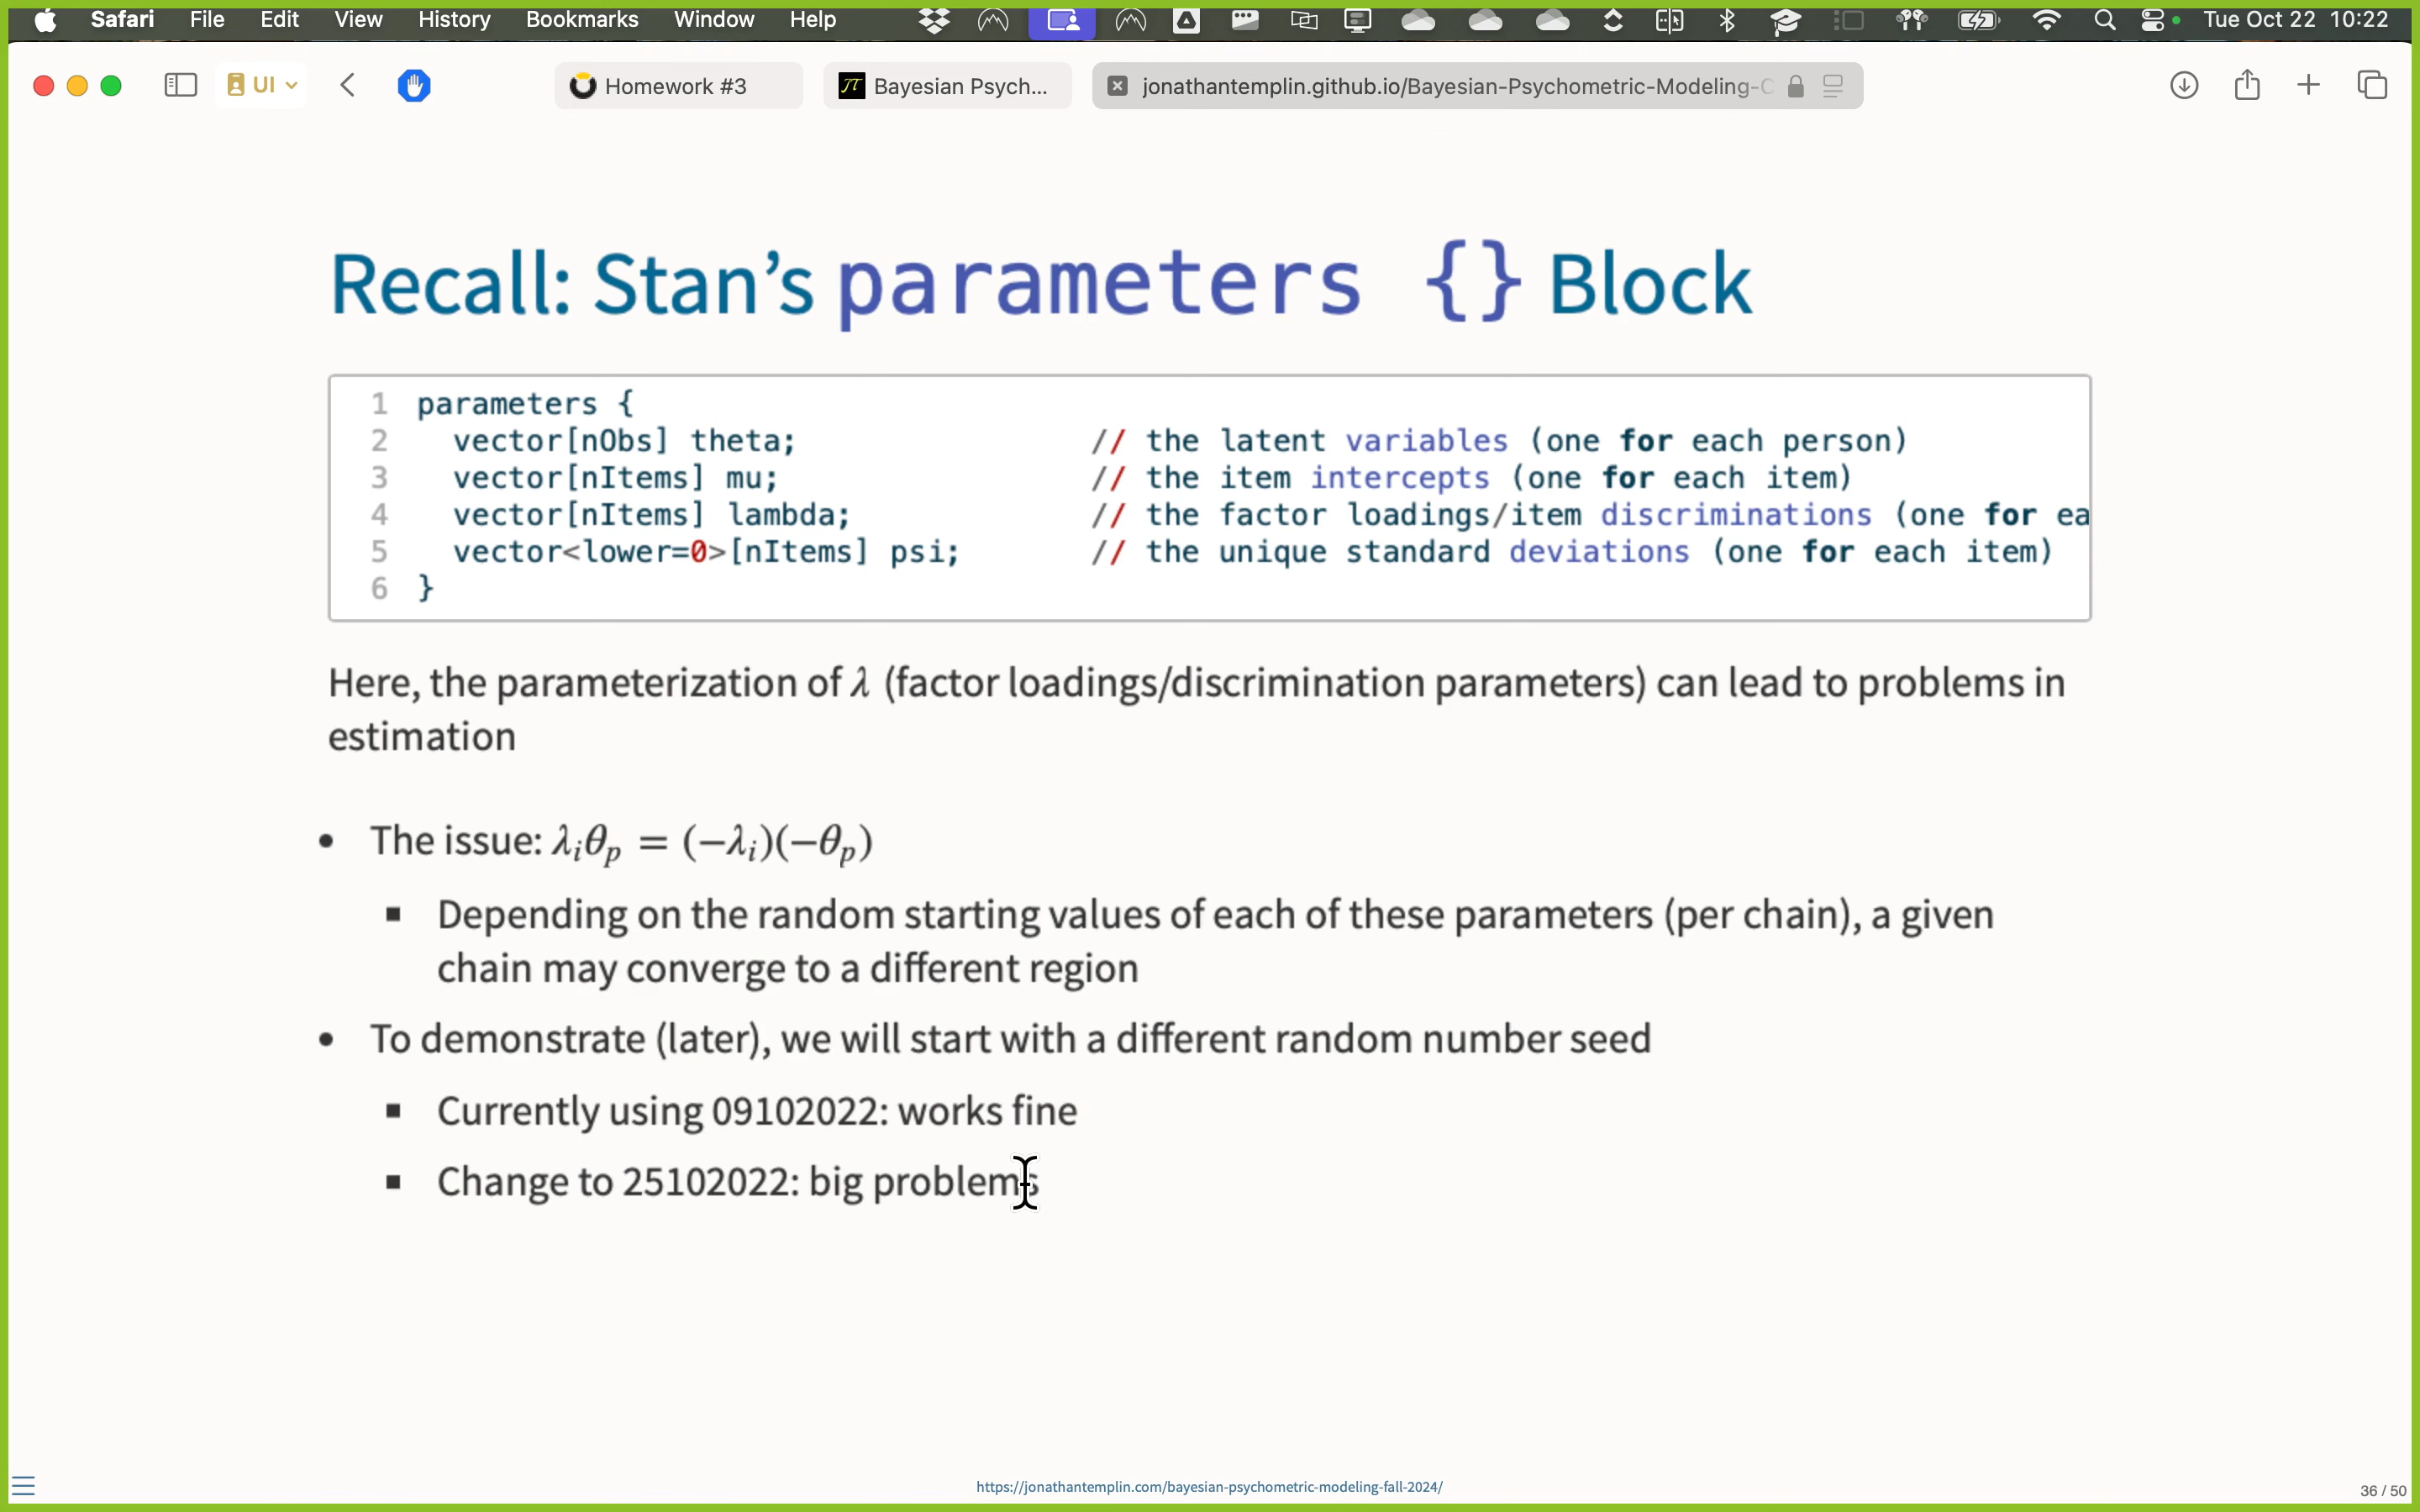 Safari File Edit View History Bookmarks Window Help Tue Oct 22 10:22
UI Homework #3 Bayesian Psych... jonathantemplin.github.io/Bayesian-Psychometric-Modeling-C
Recall: Stan’s parameters {} Block
1 parameters {
2 vector[nObs] theta; // the latent variables (one for each person)
3 vector[nItems] mu; // the item intercepts (one for each item)
4 vector[nItems] lambda; // the factor loadings/item discriminations (one for ea
5 vector<lower=0>[nItems] psi; // the unique standard deviations (one for each item)
6 }
Here, the parameterization of λ (factor loadings/discrimination parameters) can lead to problems in
estimation
• The issue: λᵢθₚ = (−λᵢ)(−θₚ)
▪ Depending on the random starting values of each of these parameters (per chain), a given
chain may converge to a different region
• To demonstrate (later), we will start with a different random number seed
▪ Currently using 09102022: works fine
▪ Change to 25102022: big problems
https://jonathantemplin.com/bayesian-psychometric-modeling-fall-2024/
36 / 50